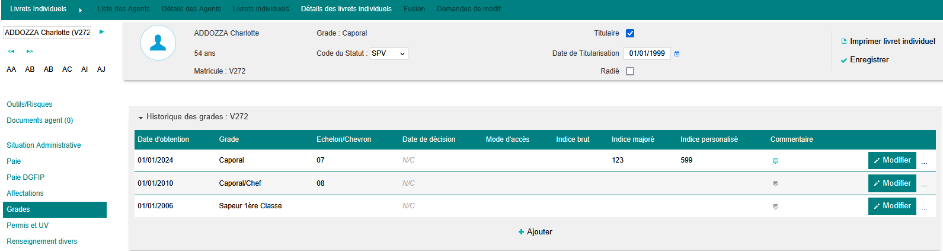 Livrets Individuels Liste des Agents Détails des Agents Livrets individuels Détails des livrets individuels Fusion Demandes de modif
ADDOZZA Charlotte (V272
AA AB AB AC AI AJ
Outils/Risques
Documents agent (0)
Situation Administrative
Paie
Paie DGFIP
Affectations
Grades
Permis et UV
Renseignement divers
ADDOZZA Charlotte Grade : Caporal Titulaire
54 ans Code du Statut : SPV Date de Titularisation 01/01/1999
Matricule : V272 Radié
Imprimer livret individuel
Enregistrer
Historique des grades : V272
Date d'obtention Grade Echelon/Chevron Date de décision Mode d'accès Indice brut Indice majoré Indice personalisé Commentaire
01/01/2024 Caporal 07 N/C 123 599 Modifier ...
01/01/2010 Caporal/Chef 08 N/C Modifier ...
01/01/2006 Sapeur 1ère Classe N/C Modifier ...
+ Ajouter